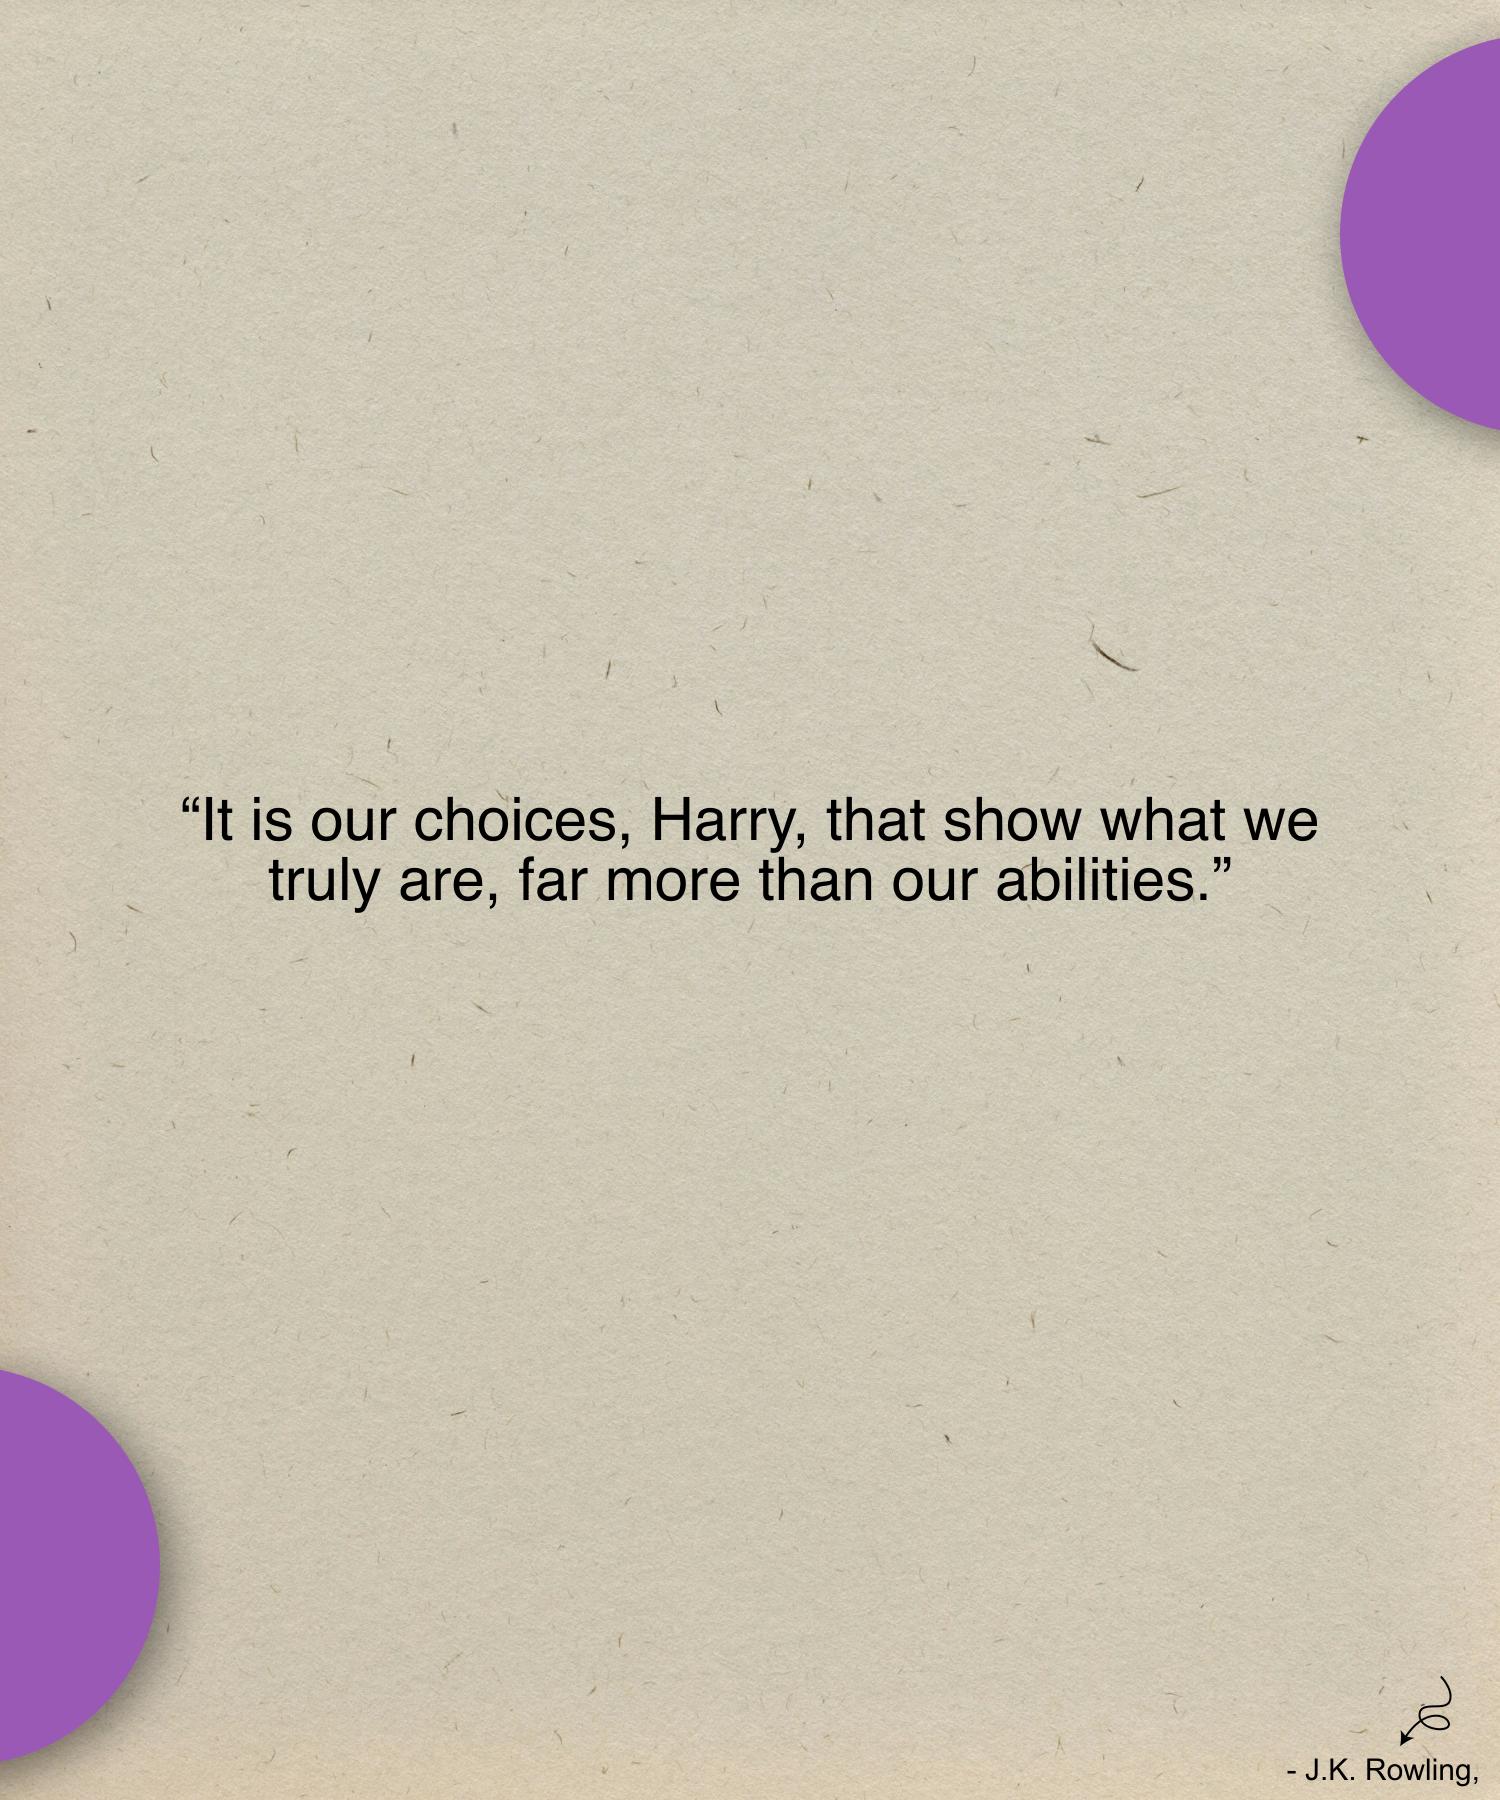 “It is our choices, Harry, that show what we
truly are, far more than our abilities.”
- J.K. Rowling,